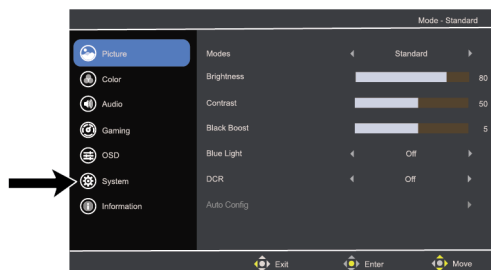 Mode - Standard
Picture
Color
Audio
Gaming
OSD
System
Information
Modes Standard
Brightness 80
Contrast 50
Black Boost 5
Blue Light Off
DCR Off
Auto Config
Exit Enter Move